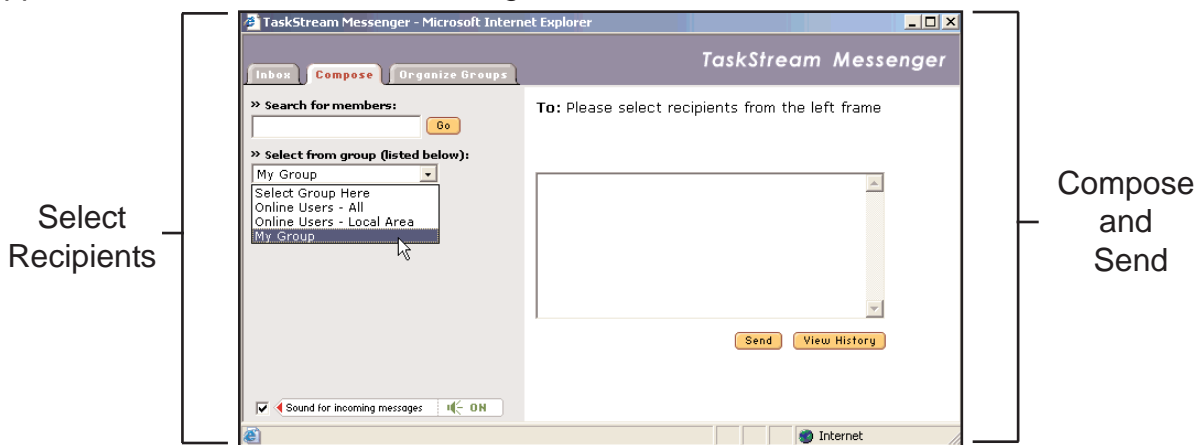 TaskStream Messenger - Microsoft Internet Explorer
TaskStream Messenger
Inbox
Compose
Organize Groups
» Search for members:
Go
» Select from group (listed below):
My Group
Select Group Here
Online Users - All
Online Users - Local Area
My Group
Sound for incoming messages
ON
To: Please select recipients from the left frame
Send
View History
Internet
Select
Recipients
Compose
and
Send